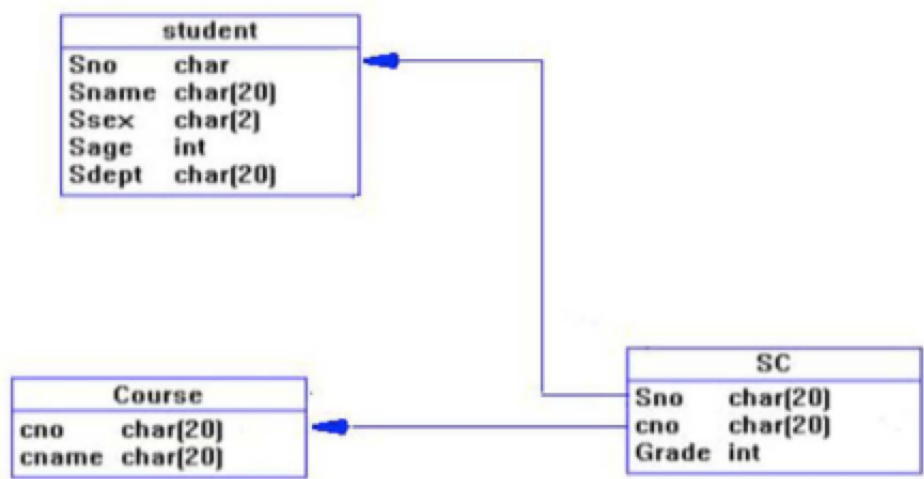 student
Sno char
Sname char(20)
Ssex char(2)
Sage int
Sdept char(20)
Course
cno char(20)
cname char(20)
SC
Sno char(20)
cno char(20)
Grade int